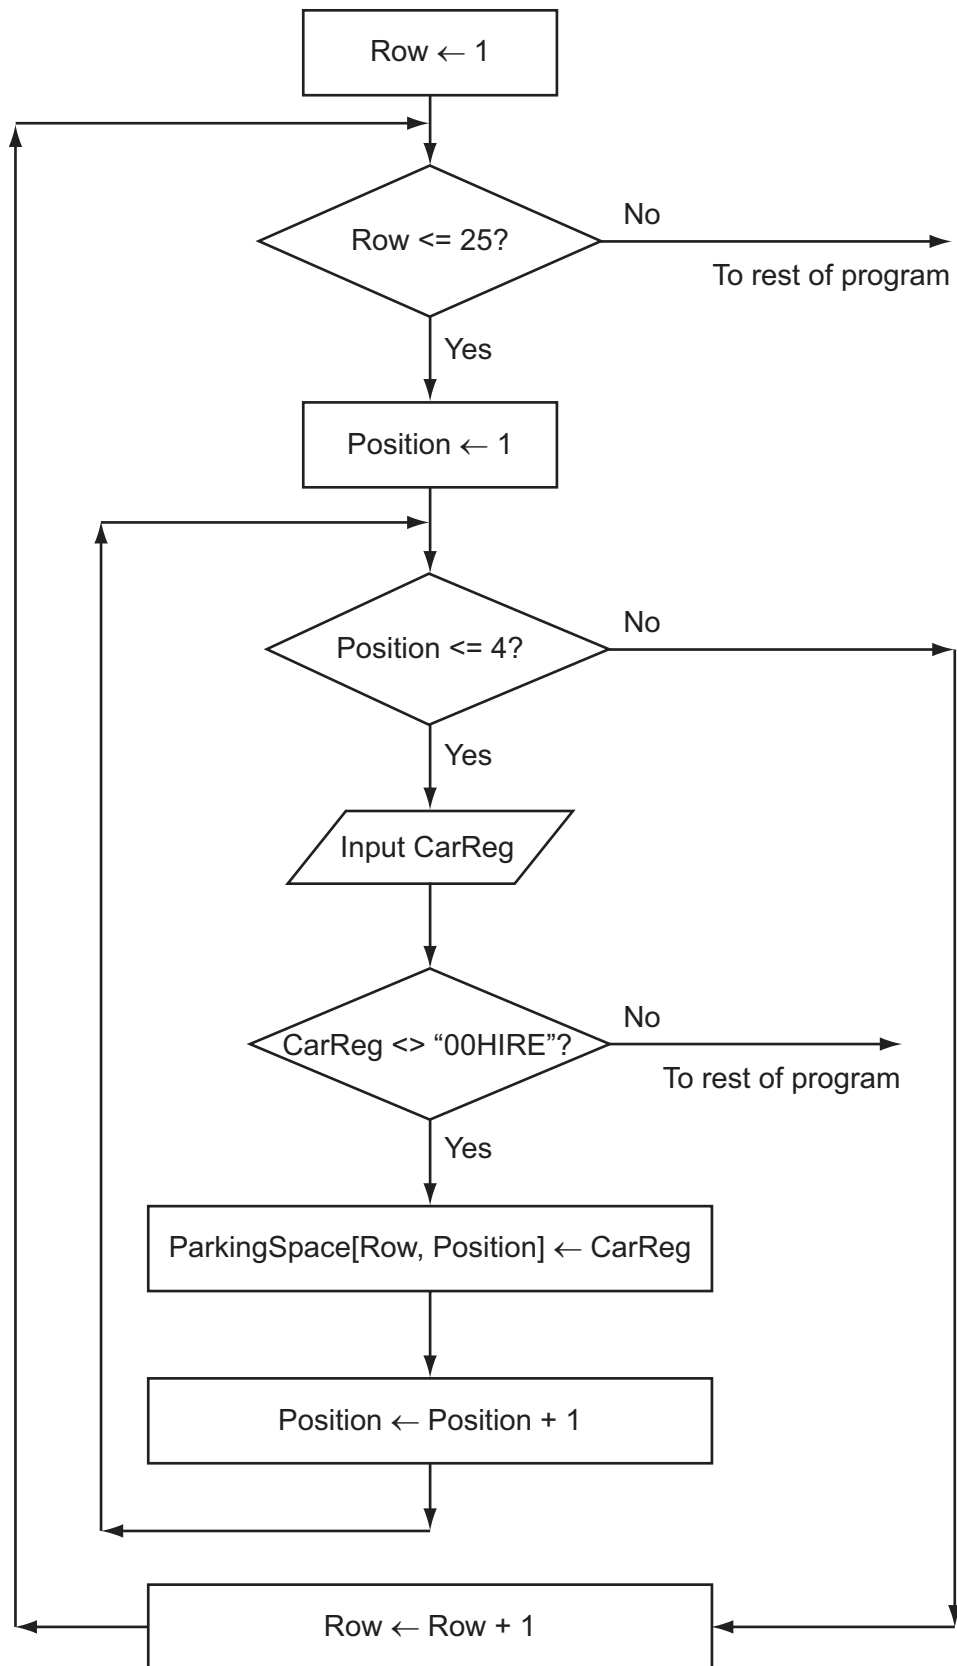 Row ← 1
Row <= 25?
No
To rest of program
Yes
Position ← 1
Position <= 4?
No
Yes
Input CarReg
CarReg <> “00HIRE”?
No
To rest of program
Yes
ParkingSpace[Row, Position] ← CarReg
Position ← Position + 1
Row ← Row + 1